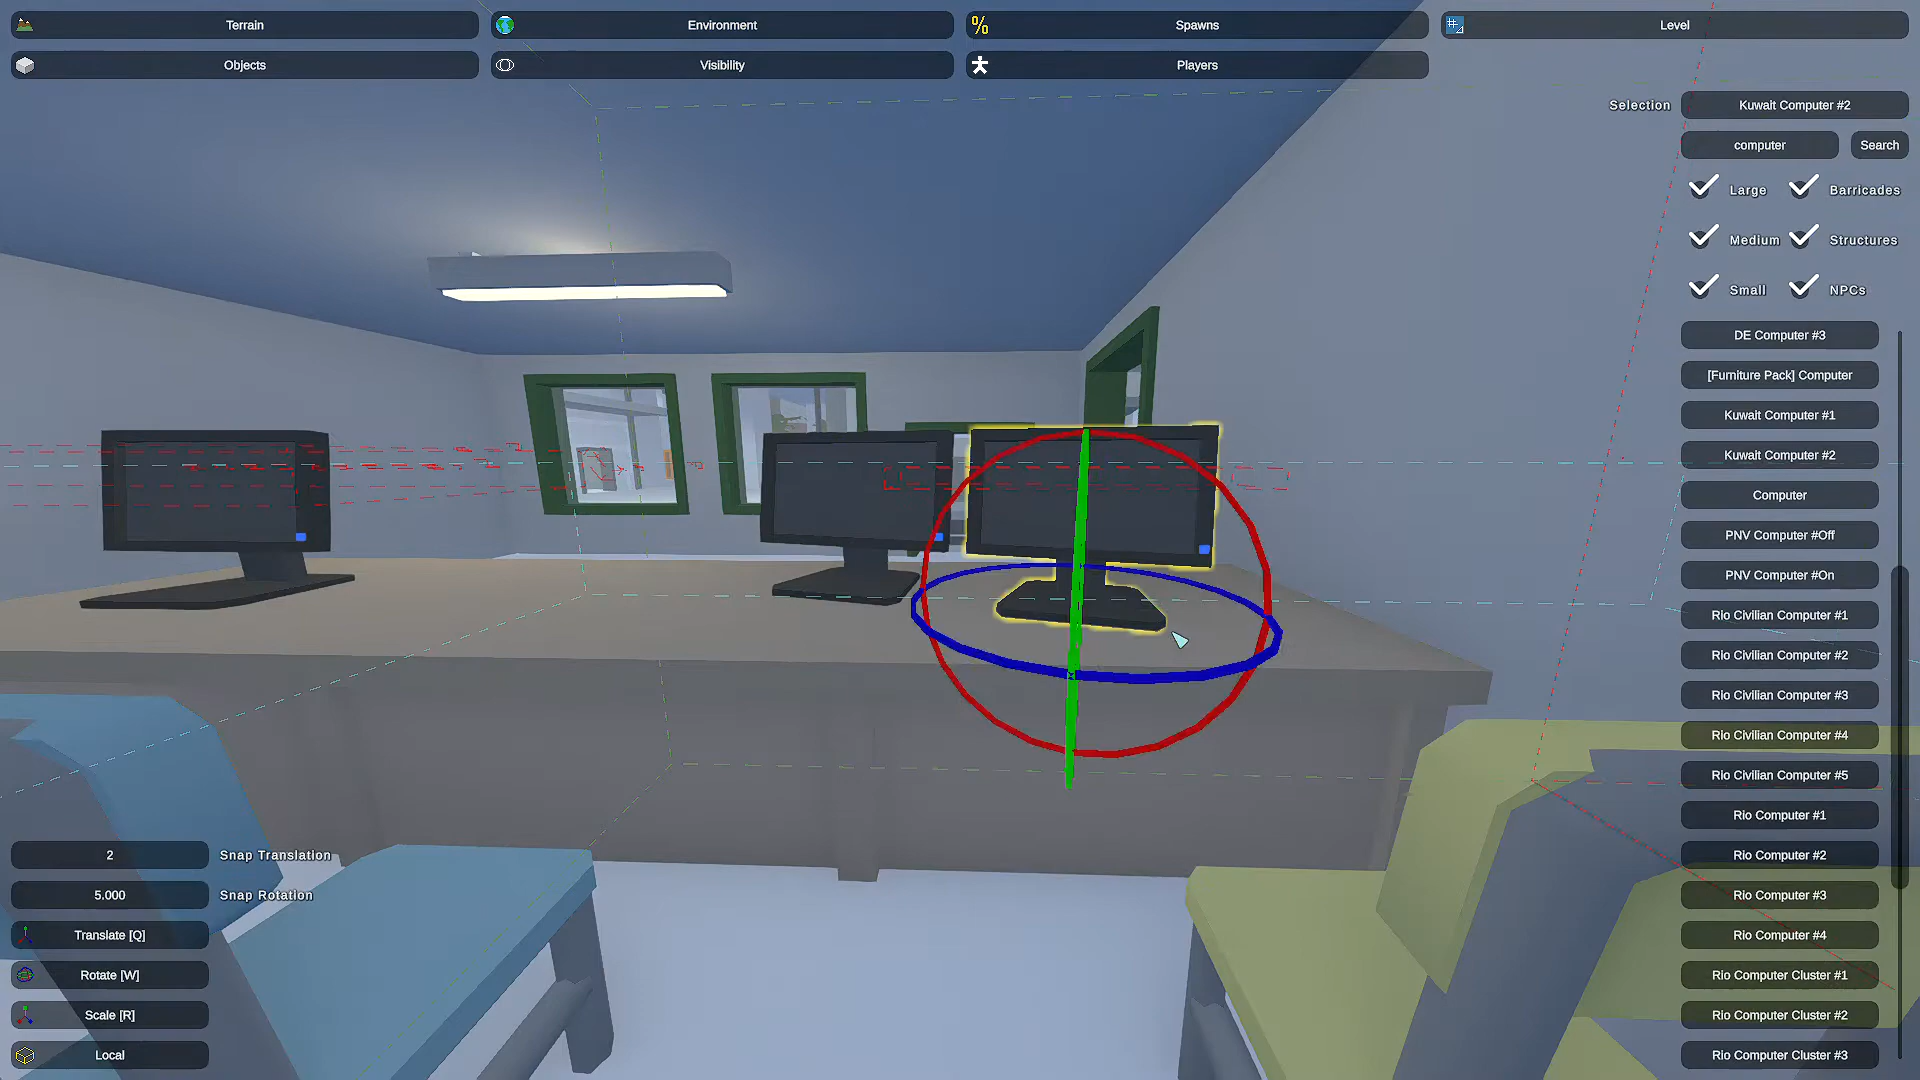 Terrain
Environment
Spawns
Level
Objects
Visibility
Players
Selection
Kuwait Computer #2
computer
Search
Large
Barricades
Medium
Structures
Small
NPCs
DE Computer #3
[Furniture Pack] Computer
Kuwait Computer #1
Kuwait Computer #2
Computer
PNV Computer #Off
PNV Computer #On
Rio Civilian Computer #1
Rio Civilian Computer #2
Rio Civilian Computer #3
Rio Civilian Computer #4
Rio Civilian Computer #5
Rio Computer #1
Rio Computer #2
Rio Computer #3
Rio Computer #4
Rio Computer Cluster #1
Rio Computer Cluster #2
Rio Computer Cluster #3
2
Snap Translation
5.000
Snap Rotation
Translate [Q]
Rotate [W]
Scale [R]
Local